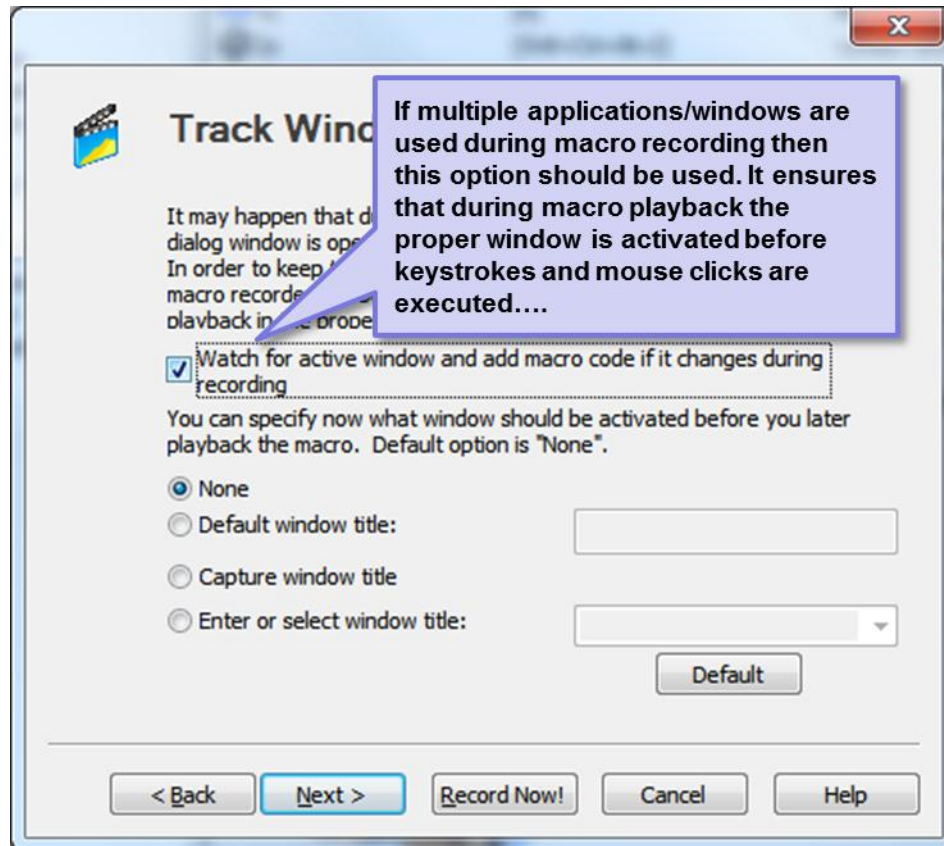 Track Wind
If multiple applications/windows are
used during macro recording then
this option should be used. It ensures
that during macro playback the
proper window is activated before
keystrokes and mouse clicks are
executed….
It may happen that
dialog window is
In order to keep
macro
playback in
Watch for active window and add macro code if it changes during
recording
You can specify now what window should be activated before you later
playback the macro. Default option is "None".
None
Default window title:
Capture window title
Enter or select window title:
Default
< Back
Next >
Record Now!
Cancel
Help